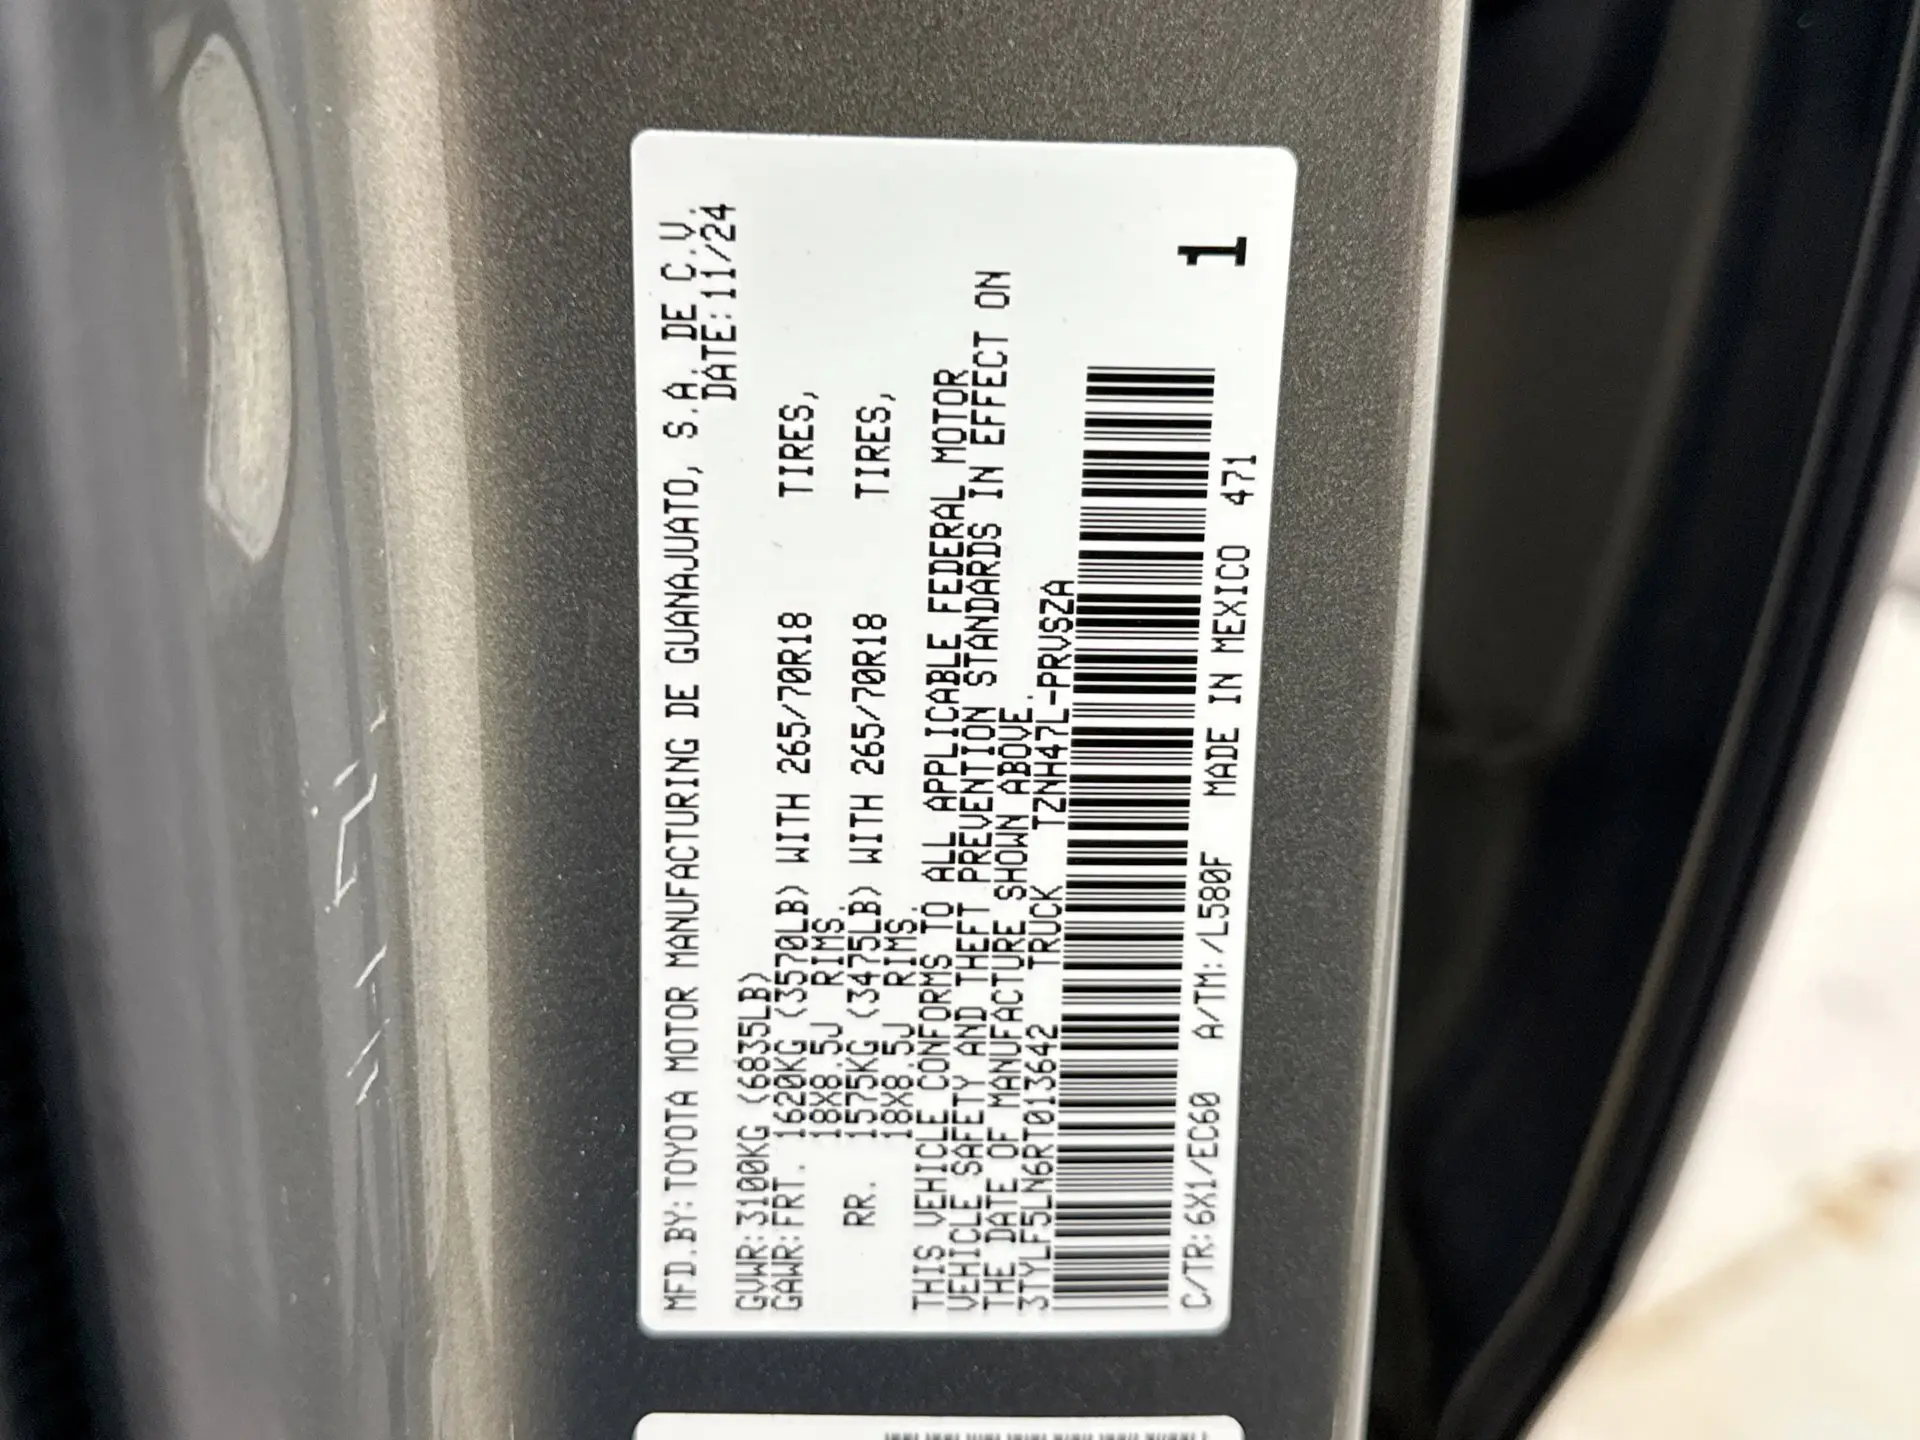 MFD.BY:TOYOTA MOTOR MANUFACTURING DE GUANAJUATO, S.A. DE C.V.
DATE:11/24
GVWR:3100KG (6835LB)
GAWR:FRT. 1620KG (3570LB) WITH 265/70R18 TIRES,
18X8.5J RIMS.
RR. 1575KG (3475LB) WITH 265/70R18 TIRES,
18X8.5J RIMS.
THIS VEHICLE CONFORMS TO ALL APPLICABLE FEDERAL MOTOR
VEHICLE SAFETY AND THEFT PREVENTION STANDARDS IN EFFECT ON
THE DATE OF MANUFACTURE SHOWN ABOVE.
3TYLF5LN6RT013642 TRUCK TZNH47L-PRVSZA
C/TR:6X1/EC60 A/TM:/L580F MADE IN MEXICO 471
1